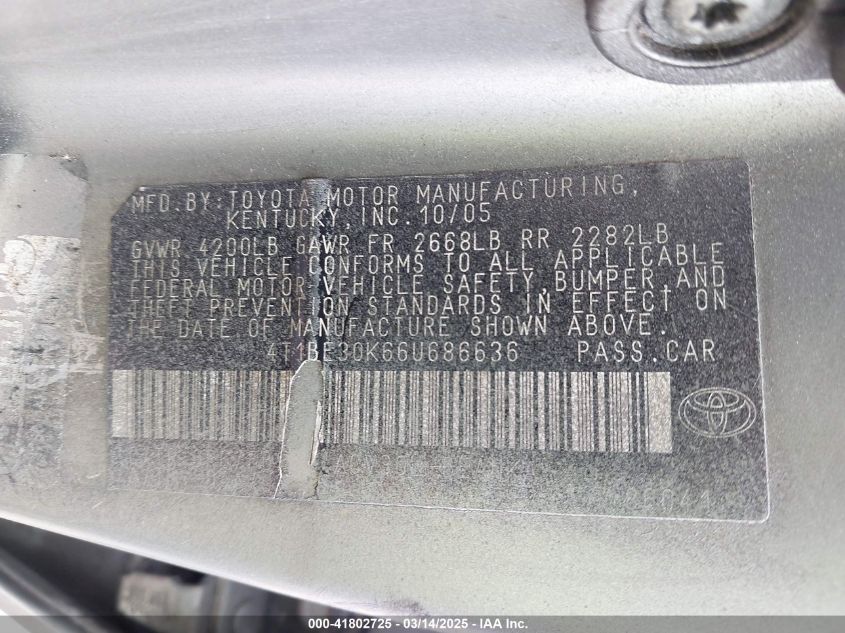 MFD.BY:TOYOTA MOTOR MANUFACTURING,
KENTUCKY,INC.10/05
GVWR 4200LB GAWR FR 2668LB RR 2282LB
THIS VEHICLE CONFORMS TO ALL APPLICABLE
FEDERAL MOTOR VEHICLE SAFETY,BUMPER,AND
THEFT PREVENTION STANDARDS IN EFFECT ON
THE DATE OF MANUFACTURE SHOWN ABOVE.
4T1BE30K66U686636 PASS.CAR
000-41802725 - 03/14/2025 - IAA Inc.